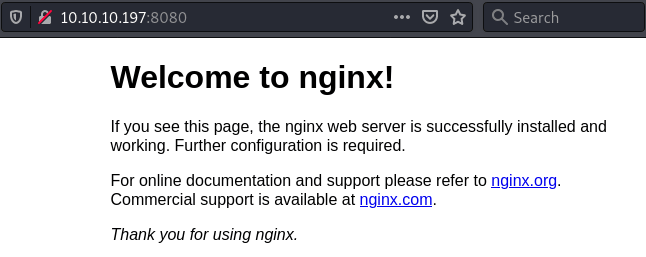 10.10.10.197:8080
Search
Welcome to nginx!
If you see this page, the nginx web server is successfully installed and
working. Further configuration is required.
For online documentation and support please refer to nginx.org.
Commercial support is available at nginx.com.
Thank you for using nginx.